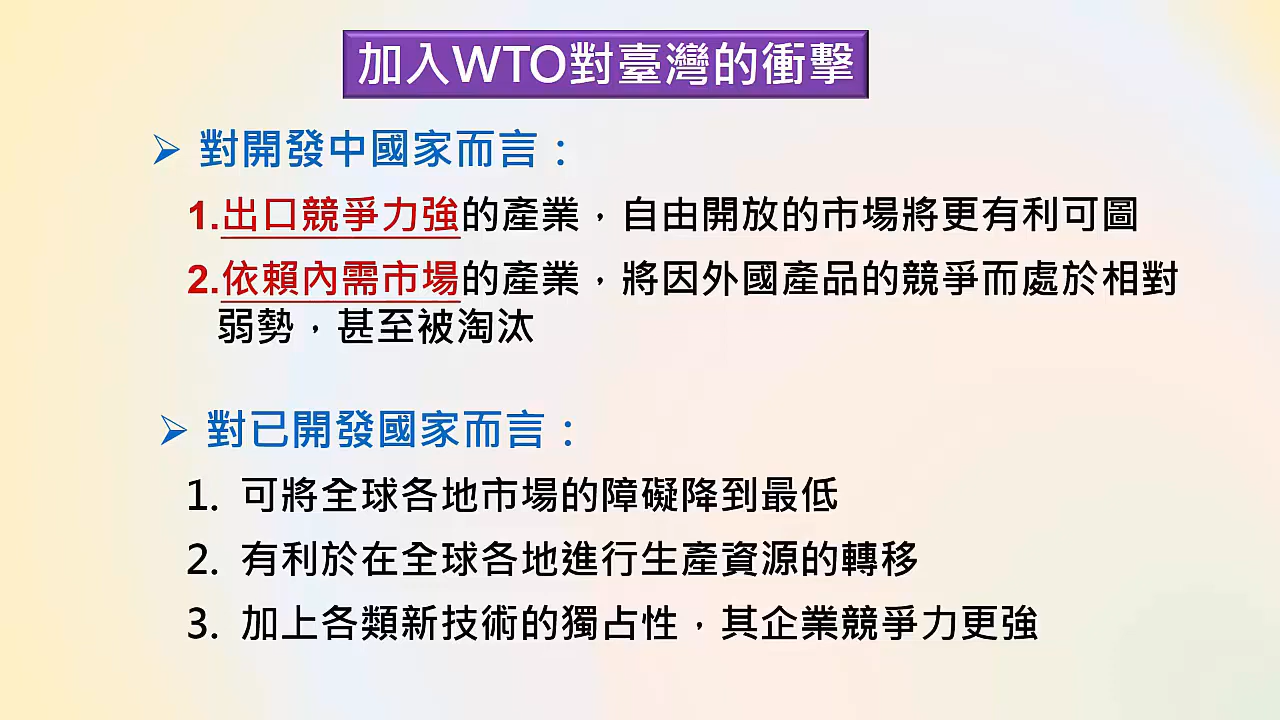 加入WTO對臺灣的衝擊
➢ 對開發中國家而言：
1.出口競爭力強的產業，自由開放的市場將更有利可圖
2.依賴內需市場的產業，將因外國產品的競爭而處於相對
弱勢，甚至被淘汰
➢ 對已開發國家而言：
1. 可將全球各地市場的障礙降到最低
2. 有利於在全球各地進行生產資源的轉移
3. 加上各類新技術的獨占性，其企業競爭力更強